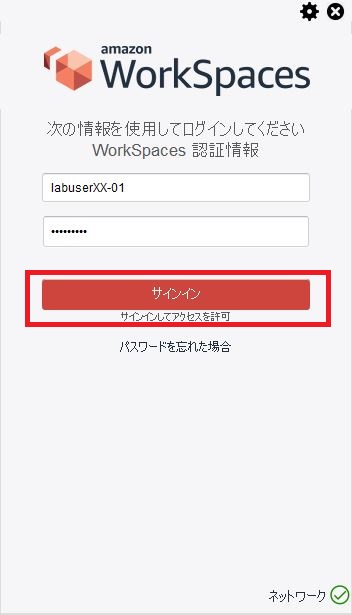 amazon
WorkSpaces
次の情報を使用してログインしてください
WorkSpaces 認証情報
labuserXX-01
•••••••••
サインイン
サインインしてアクセスを許可
パスワードを忘れた場合
ネットワーク